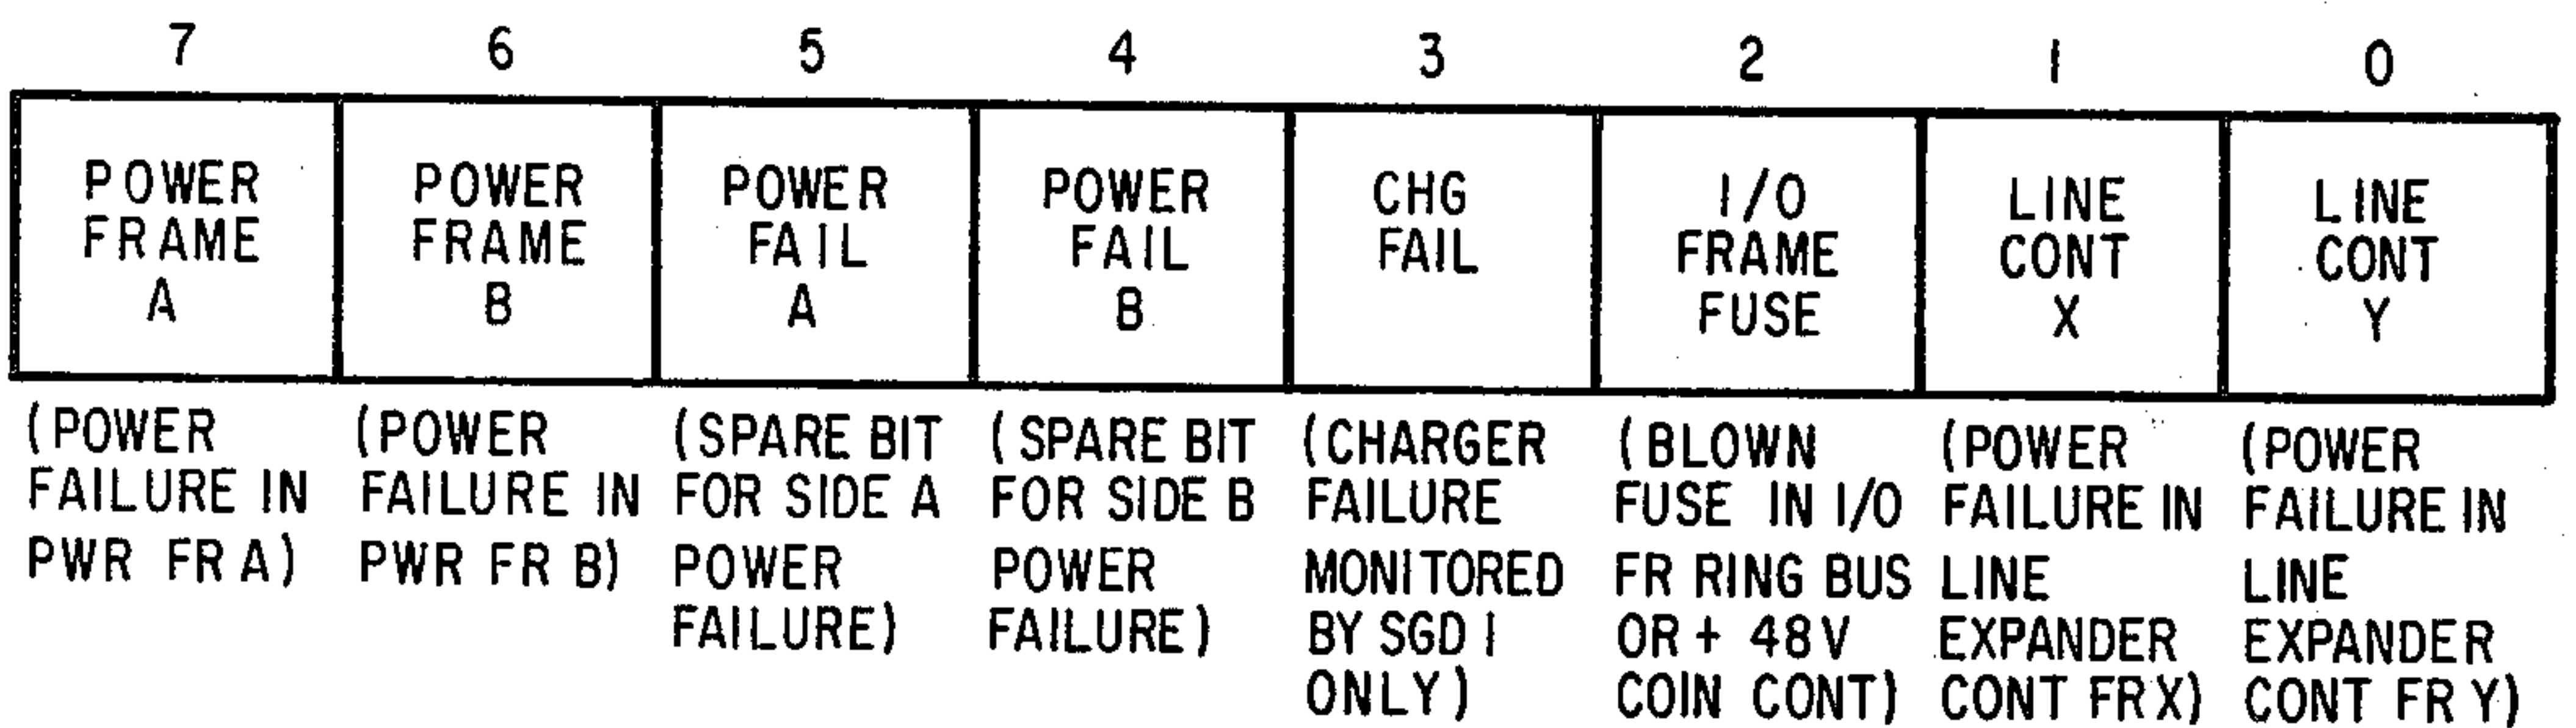 7 6 5 4 3 2 1 0
POWER
FRAME
A
POWER
FRAME
B
POWER
FAIL
A
POWER
FAIL
B
CHG
FAIL
I/O
FRAME
FUSE
LINE
CONT
X
LINE
CONT
Y
(POWER
FAILURE IN
PWR FR A)
(POWER
FAILURE IN
PWR FR B)
(SPARE BIT
FOR SIDE A
POWER
FAILURE)
(SPARE BIT
FOR SIDE B
POWER
FAILURE)
(CHARGER
FAILURE
MONITORED
BY SGD 1
ONLY)
(BLOWN
FUSE IN I/O
FR RING BUS
OR + 48V
COIN CONT)
(POWER
FAILURE IN
LINE
EXPANDER
CONT FR X)
(POWER
FAILURE IN
LINE
EXPANDER
CONT FR Y)